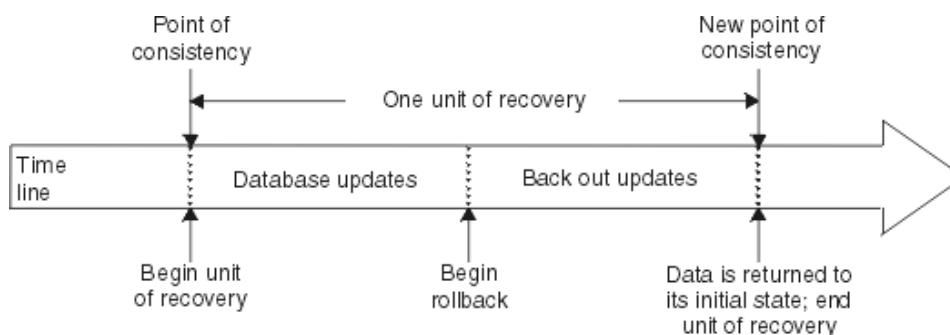 Point of
consistency
New point of
consistency
One unit of recovery
Time
line
Database updates
Back out updates
Begin unit
of recovery
Begin
rollback
Data is returned to
its initial state; end
unit of recovery